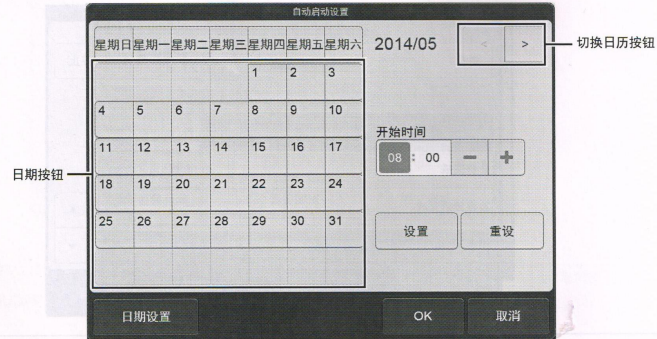 自动启动设置
星期日 星期一 星期二 星期三 星期四 星期五 星期六
2014/05
< >
切换日历按钮
1 2 3
4 5 6 7 8 9 10
开始时间
11 12 13 14 15 16 17
08 : 00 − +
日期按钮
18 19 20 21 22 23 24
25 26 27 28 29 30 31
设置 重设
日期设置 OK 取消